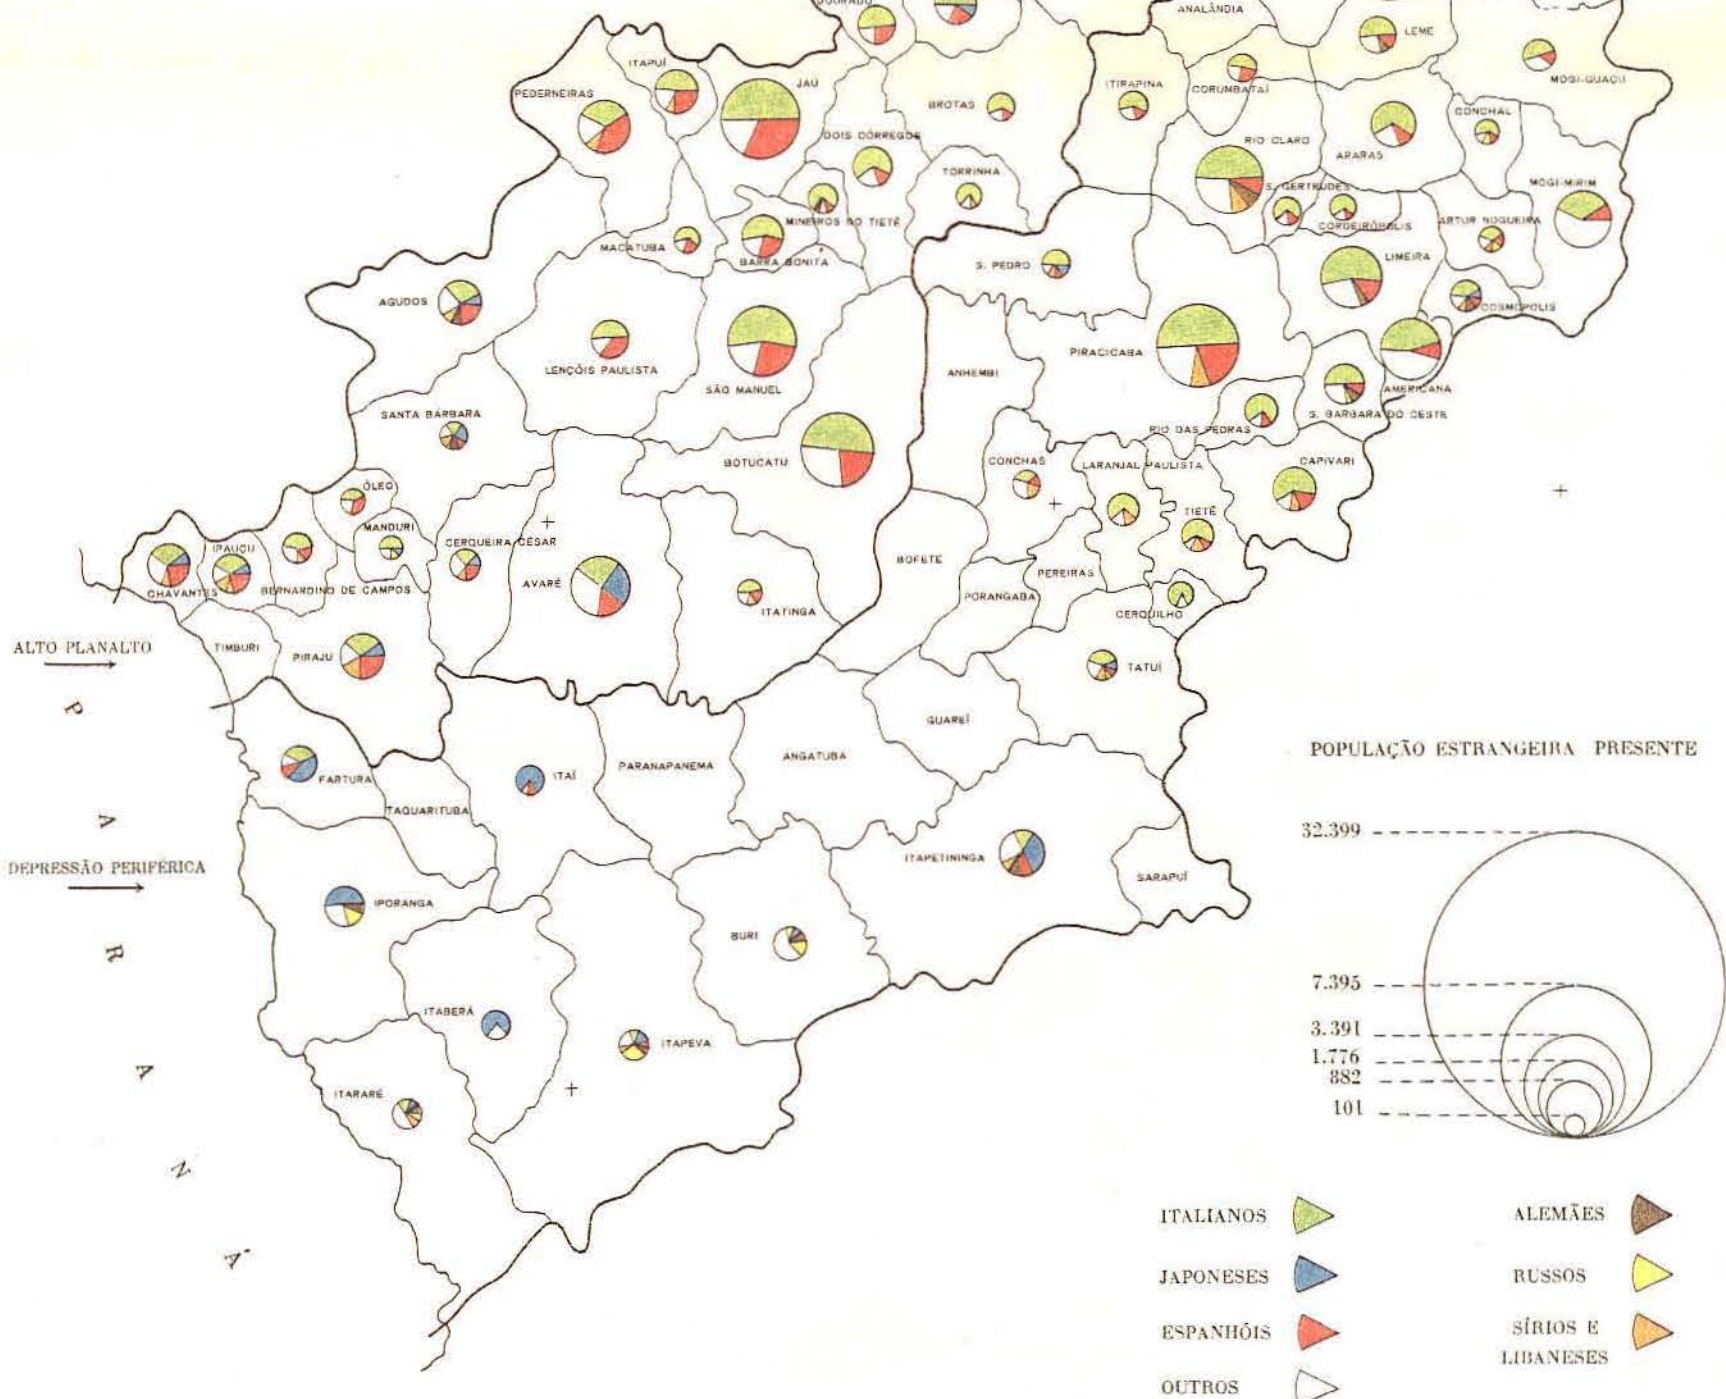 DOURADO
ANALÂNDIA
LEME
ITAPUÍ
MOGI-GUAÇU
PEDERNEIRAS
JAÚ
BROTAS
ITIRAPINA
CORUMBATAÍ
CONCHAL
DOIS CÓRREGOS
RIO CLARO
ARARAS
TORRINHA
MOGI-MIRIM
S. GERTRUDES
MINEIROS DO TIETÊ
CORDEIRÓPOLIS
ARTUR NOGUEIRA
MACATUBA
BARRA BONITA
S. PEDRO
LIMEIRA
AGUDOS
COSMÓPOLIS
PIRACICABA
LENÇÓIS PAULISTA
ANHEMBI
SÃO MANUEL
AMERICANA
SANTA BÁRBARA
S. BARBARA DO OESTE
RIO DAS PEDRAS
BOTUCATU
CONCHAS
LARANJAL PAULISTA
CAPIVARI
ÓLEO
TIETÊ
MANDURI
IPAUÇU
CERQUEIRA CÉSAR
BOFETE
PEREIRAS
CHAVANTES
BERNARDINO DE CAMPOS
AVARÉ
ITATINGA
PORANGABA
CERQUILHO
ALTO PLANALTO
TIMBURI
PIRAJU
TATUÍ
GUAREÍ
POPULAÇÃO ESTRANGEIRA PRESENTE
FARTURA
ITAÍ
PARANAPANEMA
ANGATUBA
TAQUARITUBA
32.399
DEPRESSÃO PERIFÉRICA
ITAPETININGA
SARAPUÍ
IPORANGA
BURI
7.395
ITABERÁ
3.391
ITAPEVA
1.776
882
ITARARÉ
101
PARANÁ
ITALIANOS
ALEMÃES
JAPONESES
RUSSOS
ESPANHÓIS
SÍRIOS E
LIBANESES
OUTROS